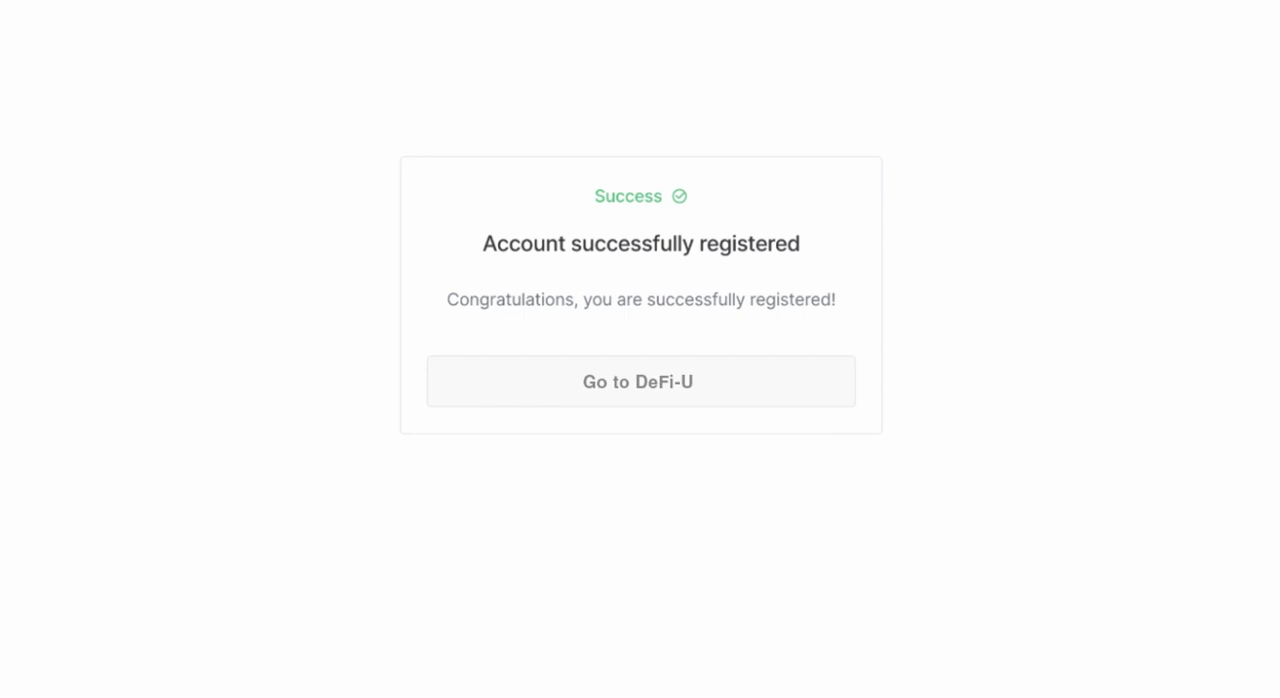 Success
Account successfully registered
Congratulations, you are successfully registered!
Go to DeFi-U